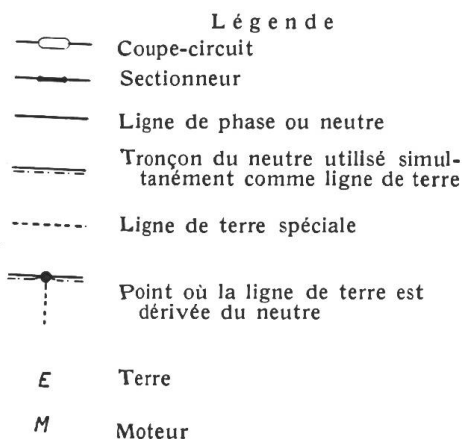 Légende
Coupe-circuit
Sectionneur
Ligne de phase ou neutre
Tronçon du neutre utilisé simul-
tanément comme ligne de terre
Ligne de terre spéciale
Point où la ligne de terre est
dérivée du neutre
E Terre
M Moteur